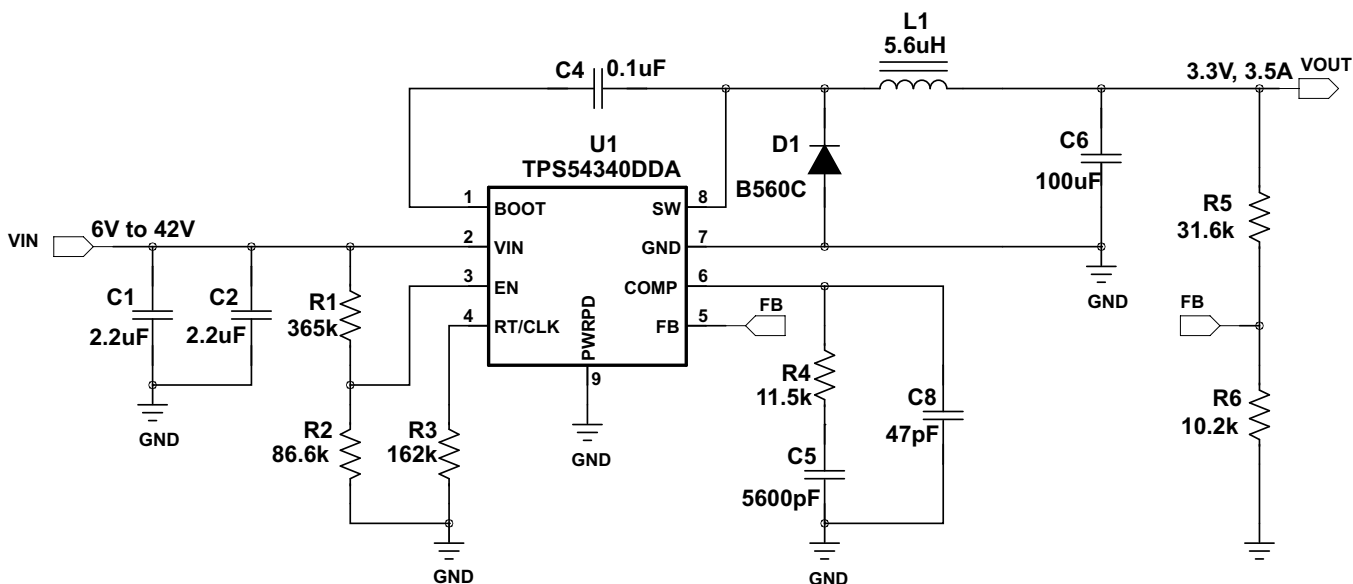 L1
5.6uH
C4
0.1uF
3.3V, 3.5A
VOUT
U1
TPS54340DDA
D1
B560C
C6
100uF
1
BOOT
SW
8
R5
31.6k
VIN
6V to 42V
2
VIN
GND
7
GND
3
EN
COMP
6
C1
2.2uF
C2
2.2uF
R1
365k
4
RT/CLK
PWRPD
FB
5
FB
FB
9
R4
11.5k
C8
47pF
R6
10.2k
GND
R2
86.6k
R3
162k
GND
C5
5600pF
GND
GND